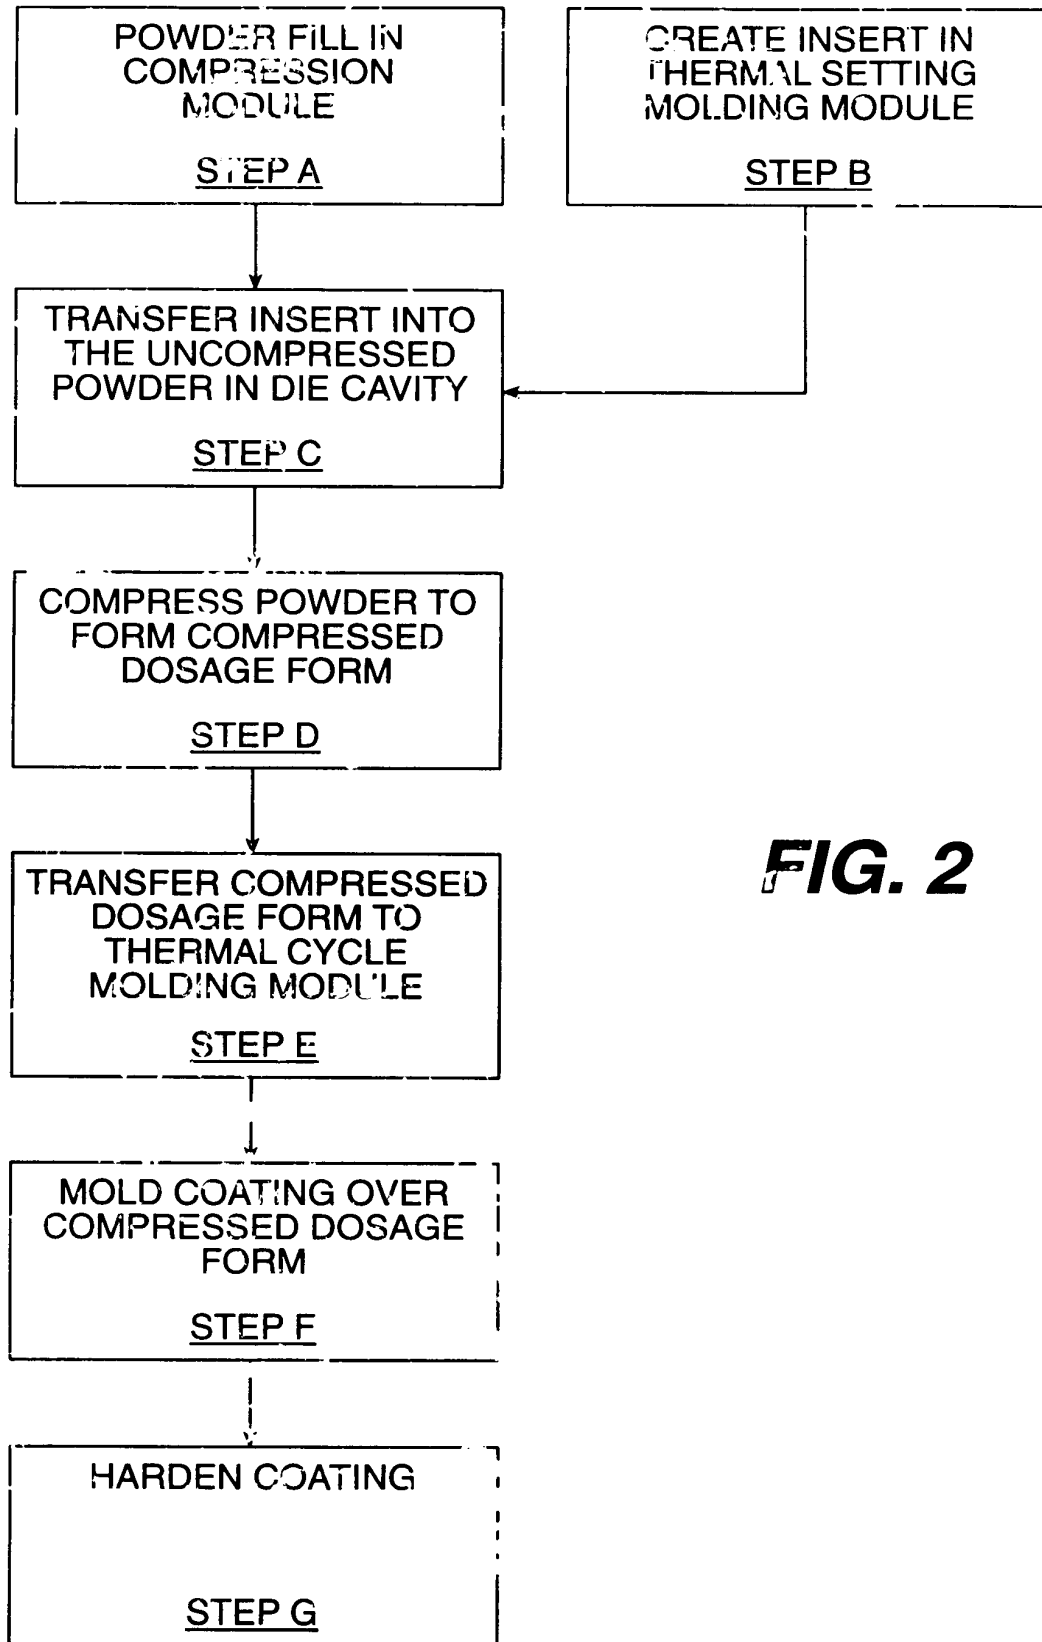 POWDER FILL IN
COMPRESSION
MODULE
STEP A
CREATE INSERT IN
THERMAL SETTING
MOLDING MODULE
STEP B
TRANSFER INSERT INTO
THE UNCOMPRESSED
POWDER IN DIE CAVITY
STEP C
COMPRESS POWDER TO
FORM COMPRESSED
DOSAGE FORM
STEP D
TRANSFER COMPRESSED
DOSAGE FORM TO
THERMAL CYCLE
MOLDING MODULE
STEP E
FIG. 2
MOLD COATING OVER
COMPRESSED DOSAGE
FORM
STEP F
HARDEN COATING
STEP G